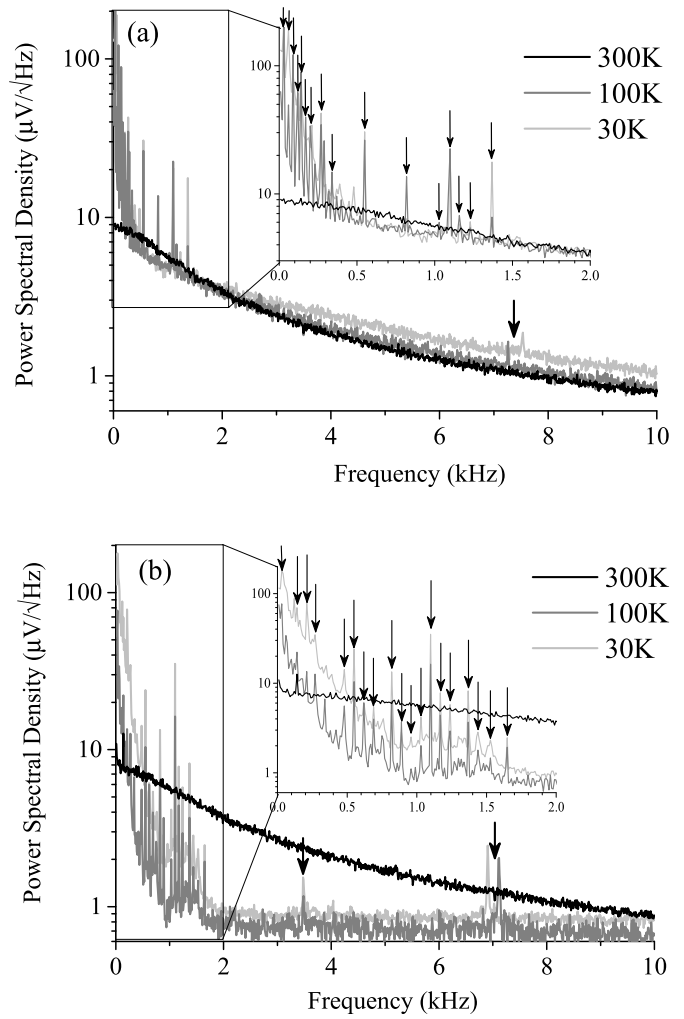 (a)
300K
100K
30K
Power Spectral Density (μV/√Hz)
100
10
1
0 2 4 6 8 10
Frequency (kHz)
100
10
0.0 0.5 1.0 1.5 2.0
(b)
300K
100K
30K
Power Spectral Density (μV/√Hz)
100
10
1
0 2 4 6 8 10
Frequency (kHz)
100
10
1
0.0 0.5 1.0 1.5 2.0